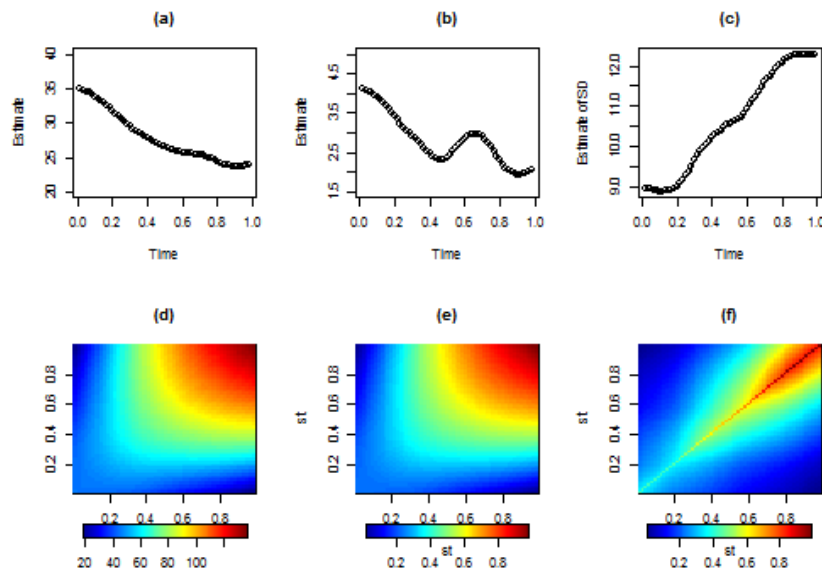 (a) (b) (c)
Estimate 20 25 30 35 40
0.0 0.2 0.4 0.6 0.8 1.0
Time
Estimate 1.5 2.5 3.5 4.5
0.0 0.2 0.4 0.6 0.8 1.0
Time
Estimate of SD 9.0 10.0 11.0 12.0
0.0 0.2 0.4 0.6 0.8 1.0
Time
(d) (e) (f)
0.2 0.4 0.6 0.8
0.2 0.4 0.6 0.8
20 40 60 80 100
st 0.2 0.4 0.6 0.8
0.2 0.4 0.6 0.8
st
0.2 0.4 0.6 0.8
st 0.2 0.4 0.6 0.8
0.2 0.4 0.6 0.8
st
0.2 0.4 0.6 0.8